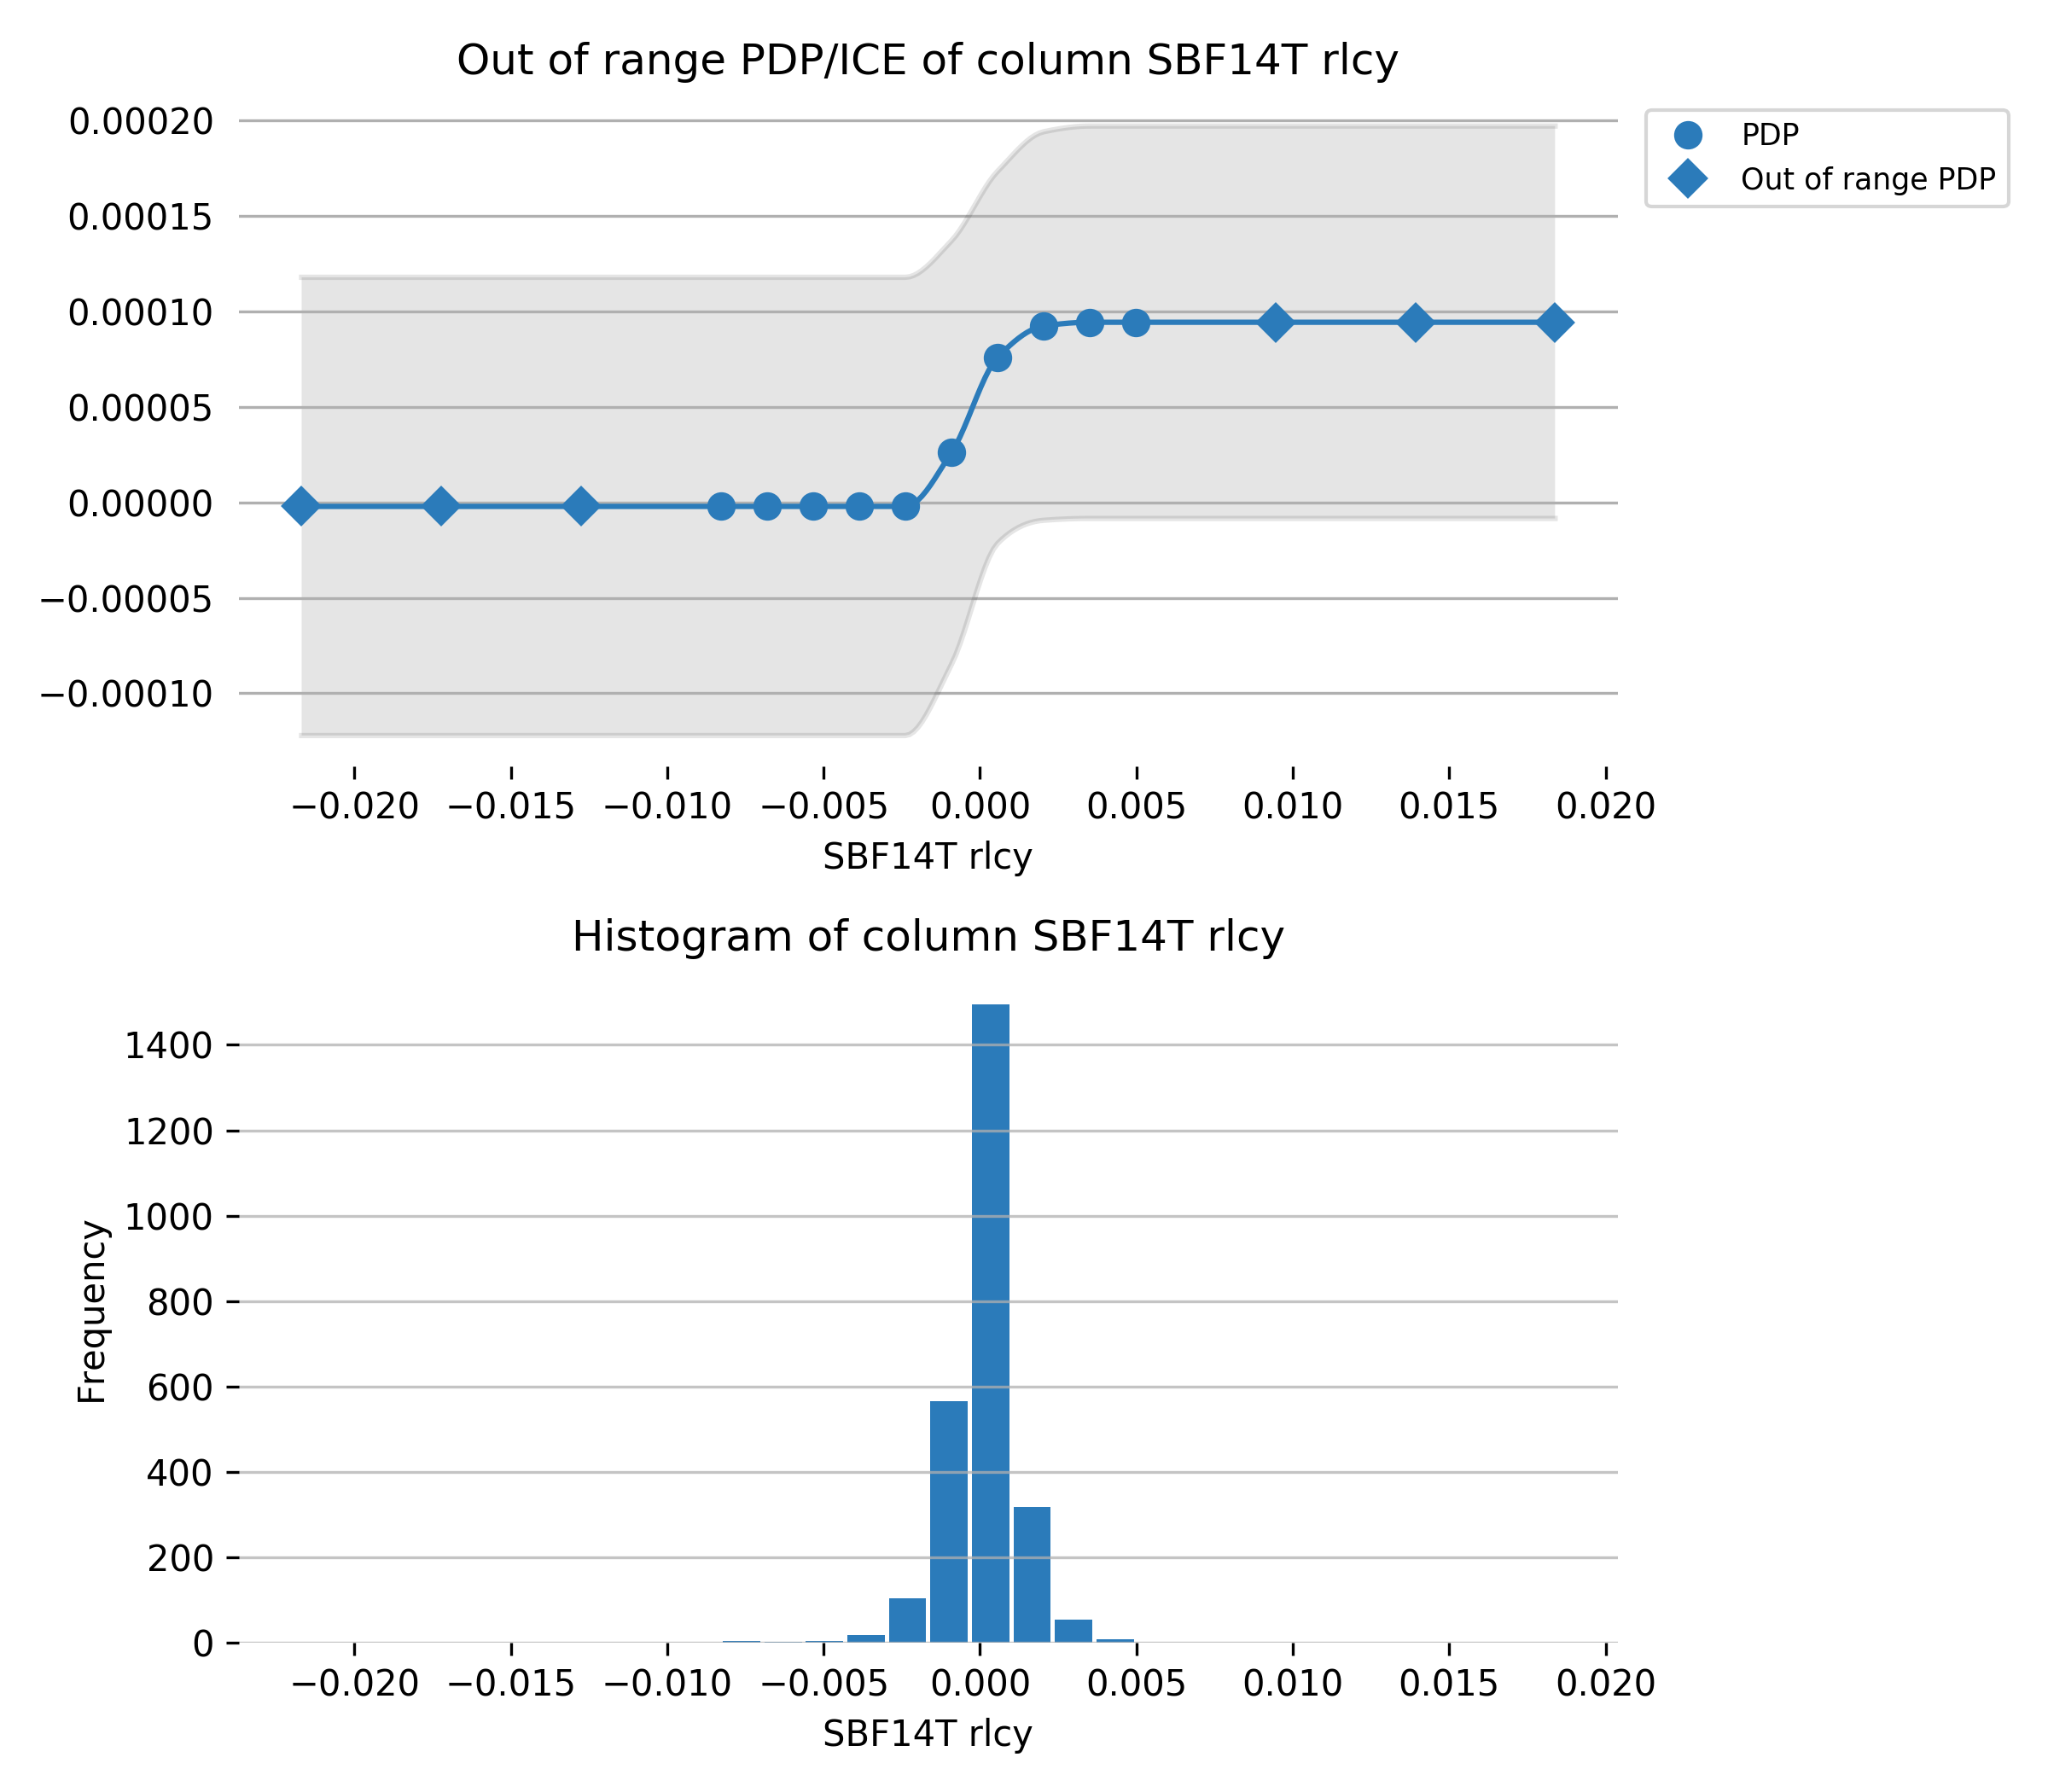 Out of range PDP/ICE of column SBF14T rlcy
PDP
Out of range PDP
0.00020
0.00015
0.00010
0.00005
0.00000
−0.00005
−0.00010
−0.020 −0.015 −0.010 −0.005 0.000 0.005 0.010 0.015 0.020
SBF14T rlcy
Histogram of column SBF14T rlcy
Frequency
1400
1200
1000
800
600
400
200
0
−0.020 −0.015 −0.010 −0.005 0.000 0.005 0.010 0.015 0.020
SBF14T rlcy